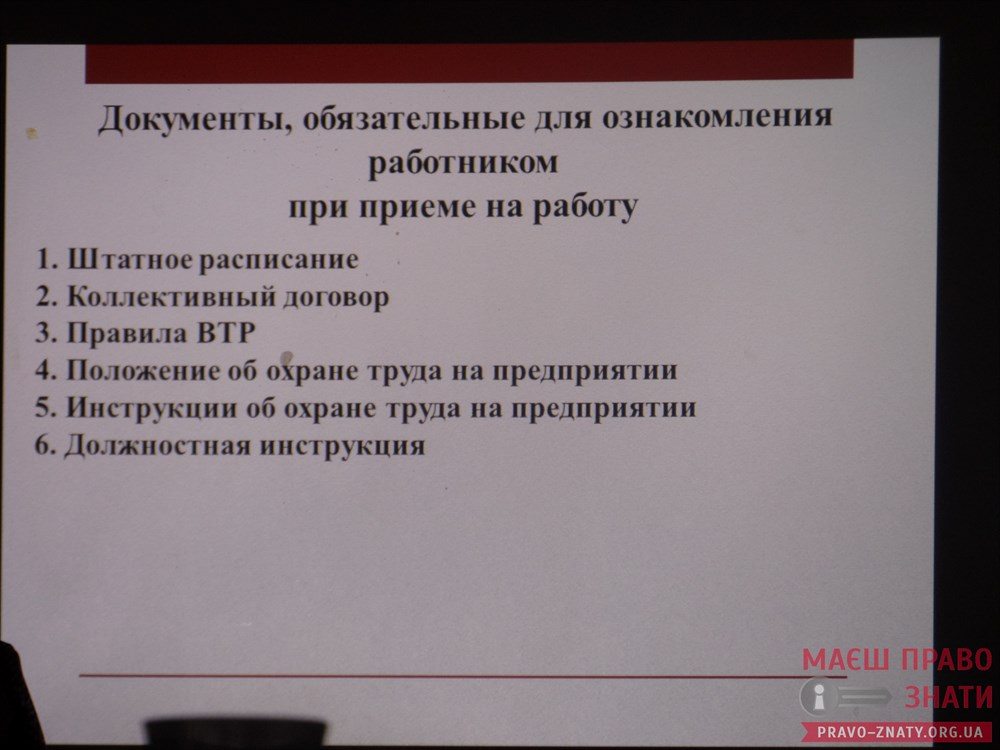 Документы, обязательные для ознакомления
работником
при приеме на работу
1. Штатное расписание
2. Коллективный договор
3. Правила ВТР
4. Положение об охране труда на предприятии
5. Инструкции об охране труда на предприятии
6. Должностная инструкция
МАЄШ ПРАВО
ЗНАТИ
PRAVO-ZNATY.ORG.UA